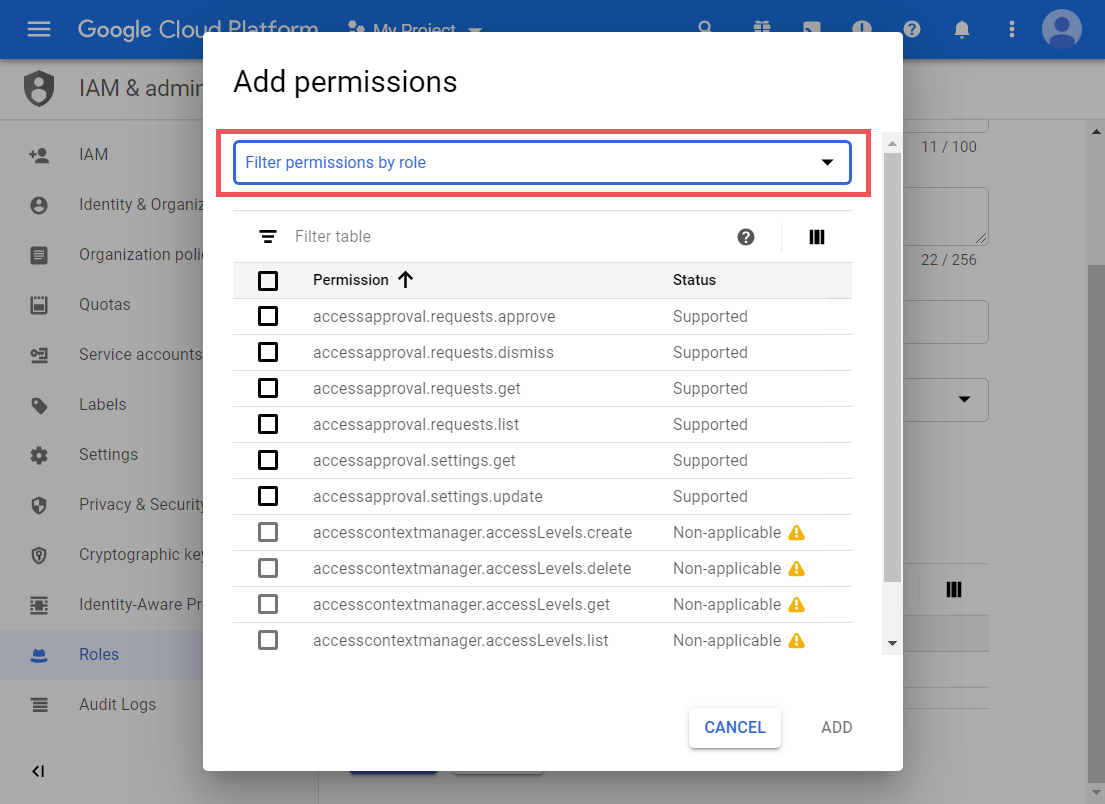 Google Cloud Platform
My Project
IAM & admin
Add permissions
Filter permissions by role
11 / 100
22 / 256
IAM
Identity & Organiz
Organization poli
Quotas
Service accounts
Labels
Settings
Privacy & Security
Cryptographic key
Identity-Aware Pr
Roles
Audit Logs
Filter table
Permission Status
accessapproval.requests.approve Supported
accessapproval.requests.dismiss Supported
accessapproval.requests.get Supported
accessapproval.requests.list Supported
accessapproval.settings.get Supported
accessapproval.settings.update Supported
accesscontextmanager.accessLevels.create Non-applicable
accesscontextmanager.accessLevels.delete Non-applicable
accesscontextmanager.accessLevels.get Non-applicable
accesscontextmanager.accessLevels.list Non-applicable
CANCEL ADD